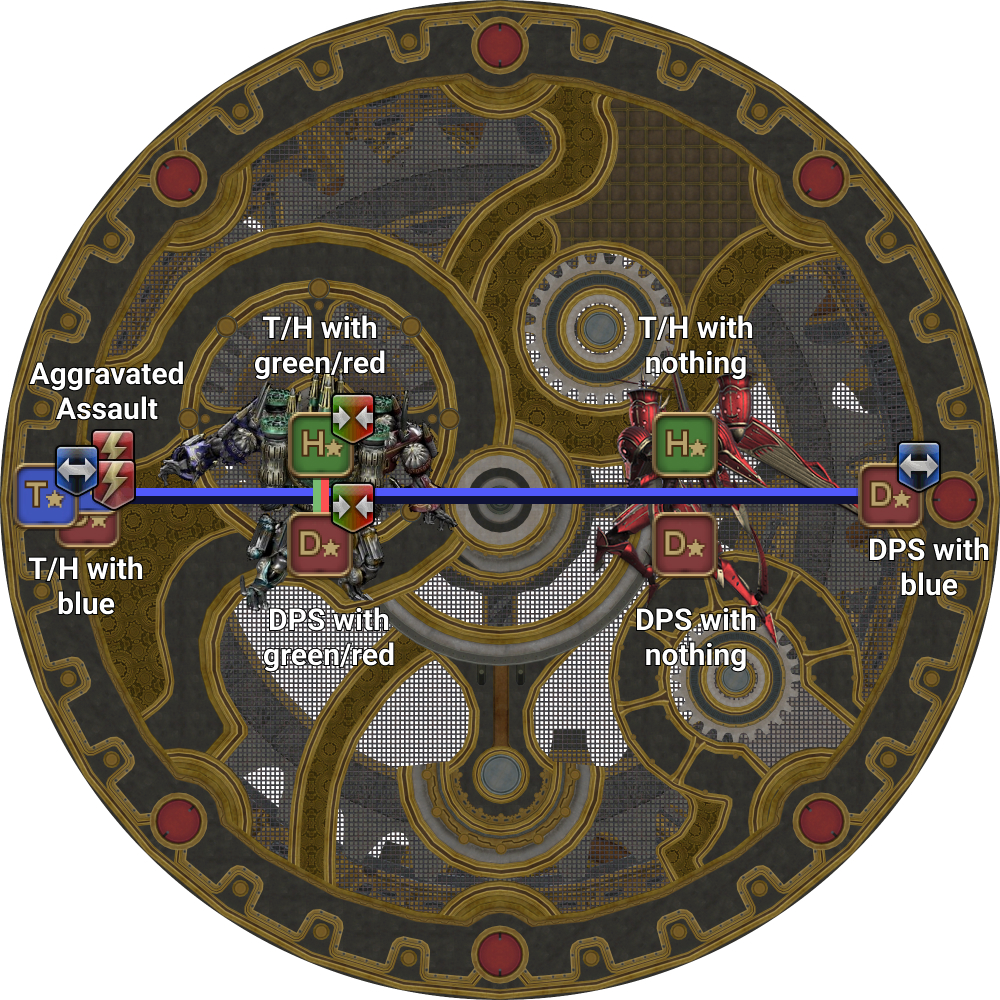 T/H with
green/red
T/H with
nothing
Aggravated
Assault
H
H
T
D
D
D
D
T/H with
blue
DPS with
green/red
DPS with
nothing
DPS with
blue